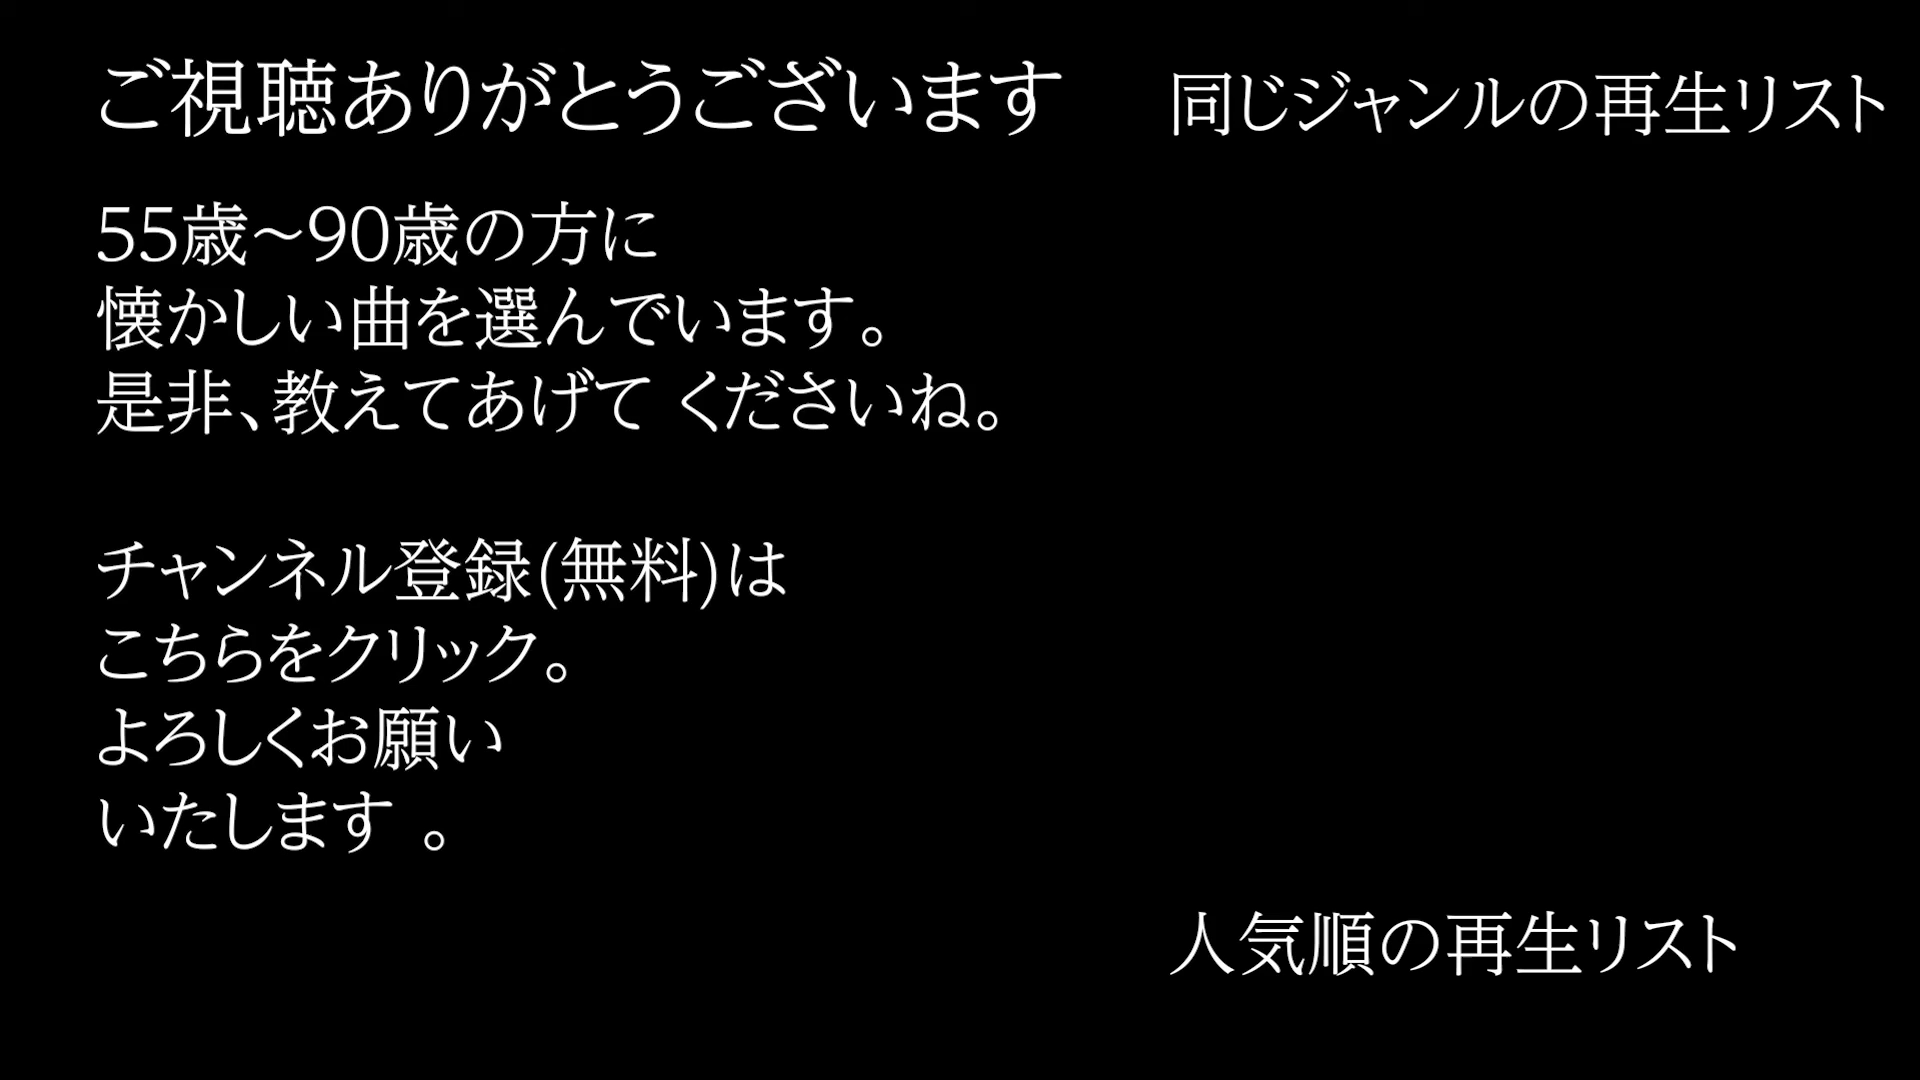 ご視聴ありがとうございます
55歳～90歳の方に
懐かしい曲を選んでいます。
是非、教えてあげて くださいね。
チャンネル登録(無料)は
こちらをクリック。
よろしくお願い
いたします 。
同じジャンルの再生リスト
人気順の再生リスト